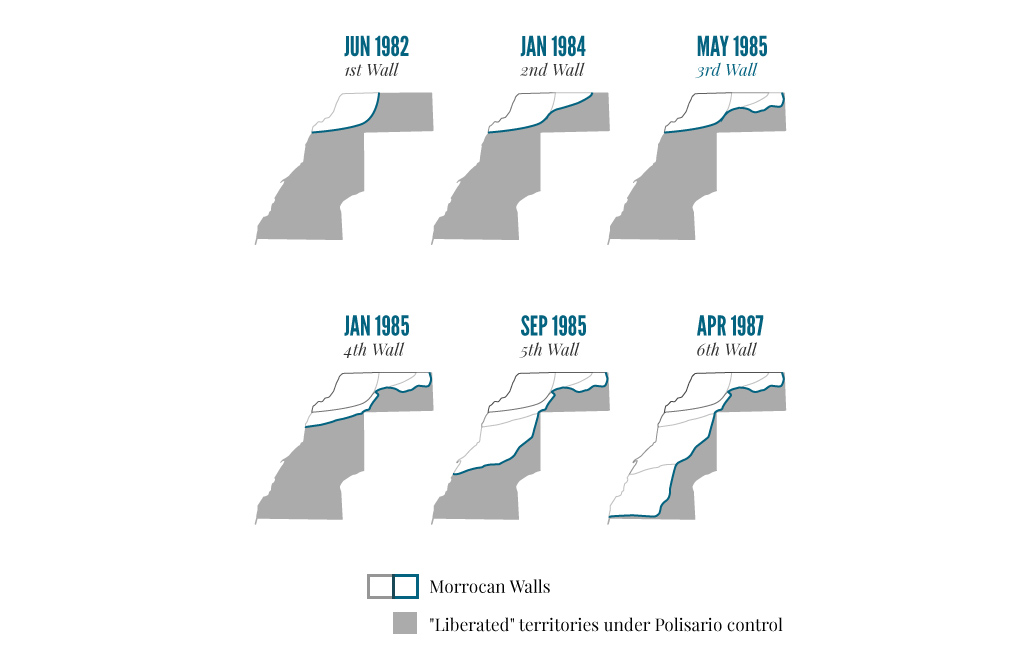 JUN 1982
1st Wall
JAN 1984
2nd Wall
MAY 1985
3rd Wall
JAN 1985
4th Wall
SEP 1985
5th Wall
APR 1987
6th Wall
Morrocan Walls
"Liberated" territories under Polisario control